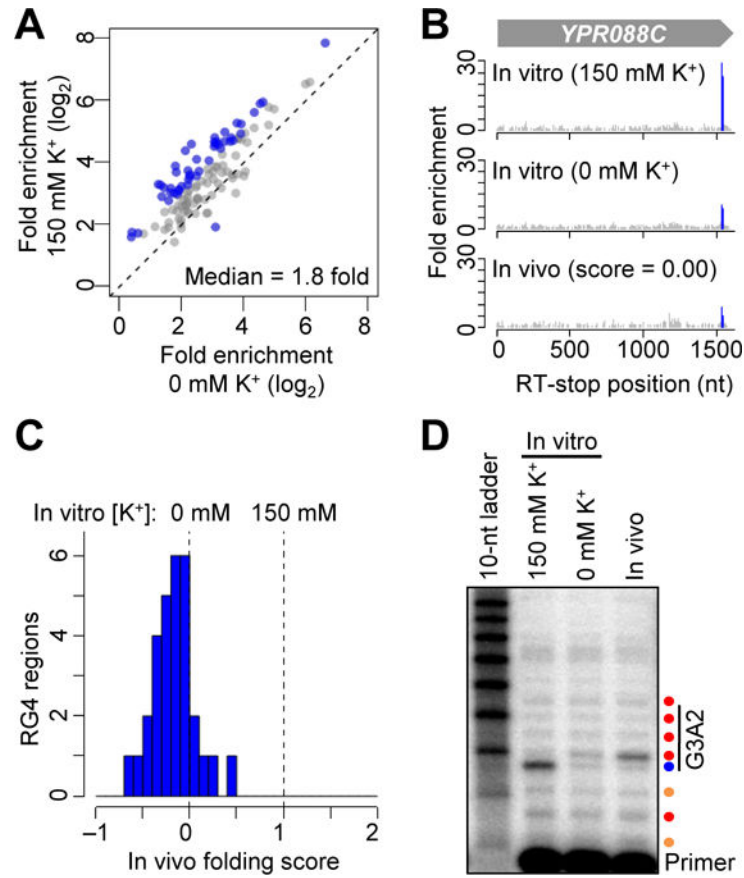 A
8
6
4
2
0
Fold enrichment
150 mM K⁺ (log₂)
Median = 1.8 fold
0 2 4 6 8
Fold enrichment
0 mM K⁺ (log₂)
B
YPR088C
30
0
In vitro (150 mM K⁺)
30
0
In vitro (0 mM K⁺)
30
0
In vivo (score = 0.00)
Fold enrichment
0 500 1000 1500
RT-stop position (nt)
C
In vitro [K⁺]: 0 mM 150 mM
6
4
2
0
RG4 regions
−1 0 1 2
In vivo folding score
D
In vitro
10-nt ladder
150 mM K⁺
0 mM K⁺
In vivo
G3A2
Primer